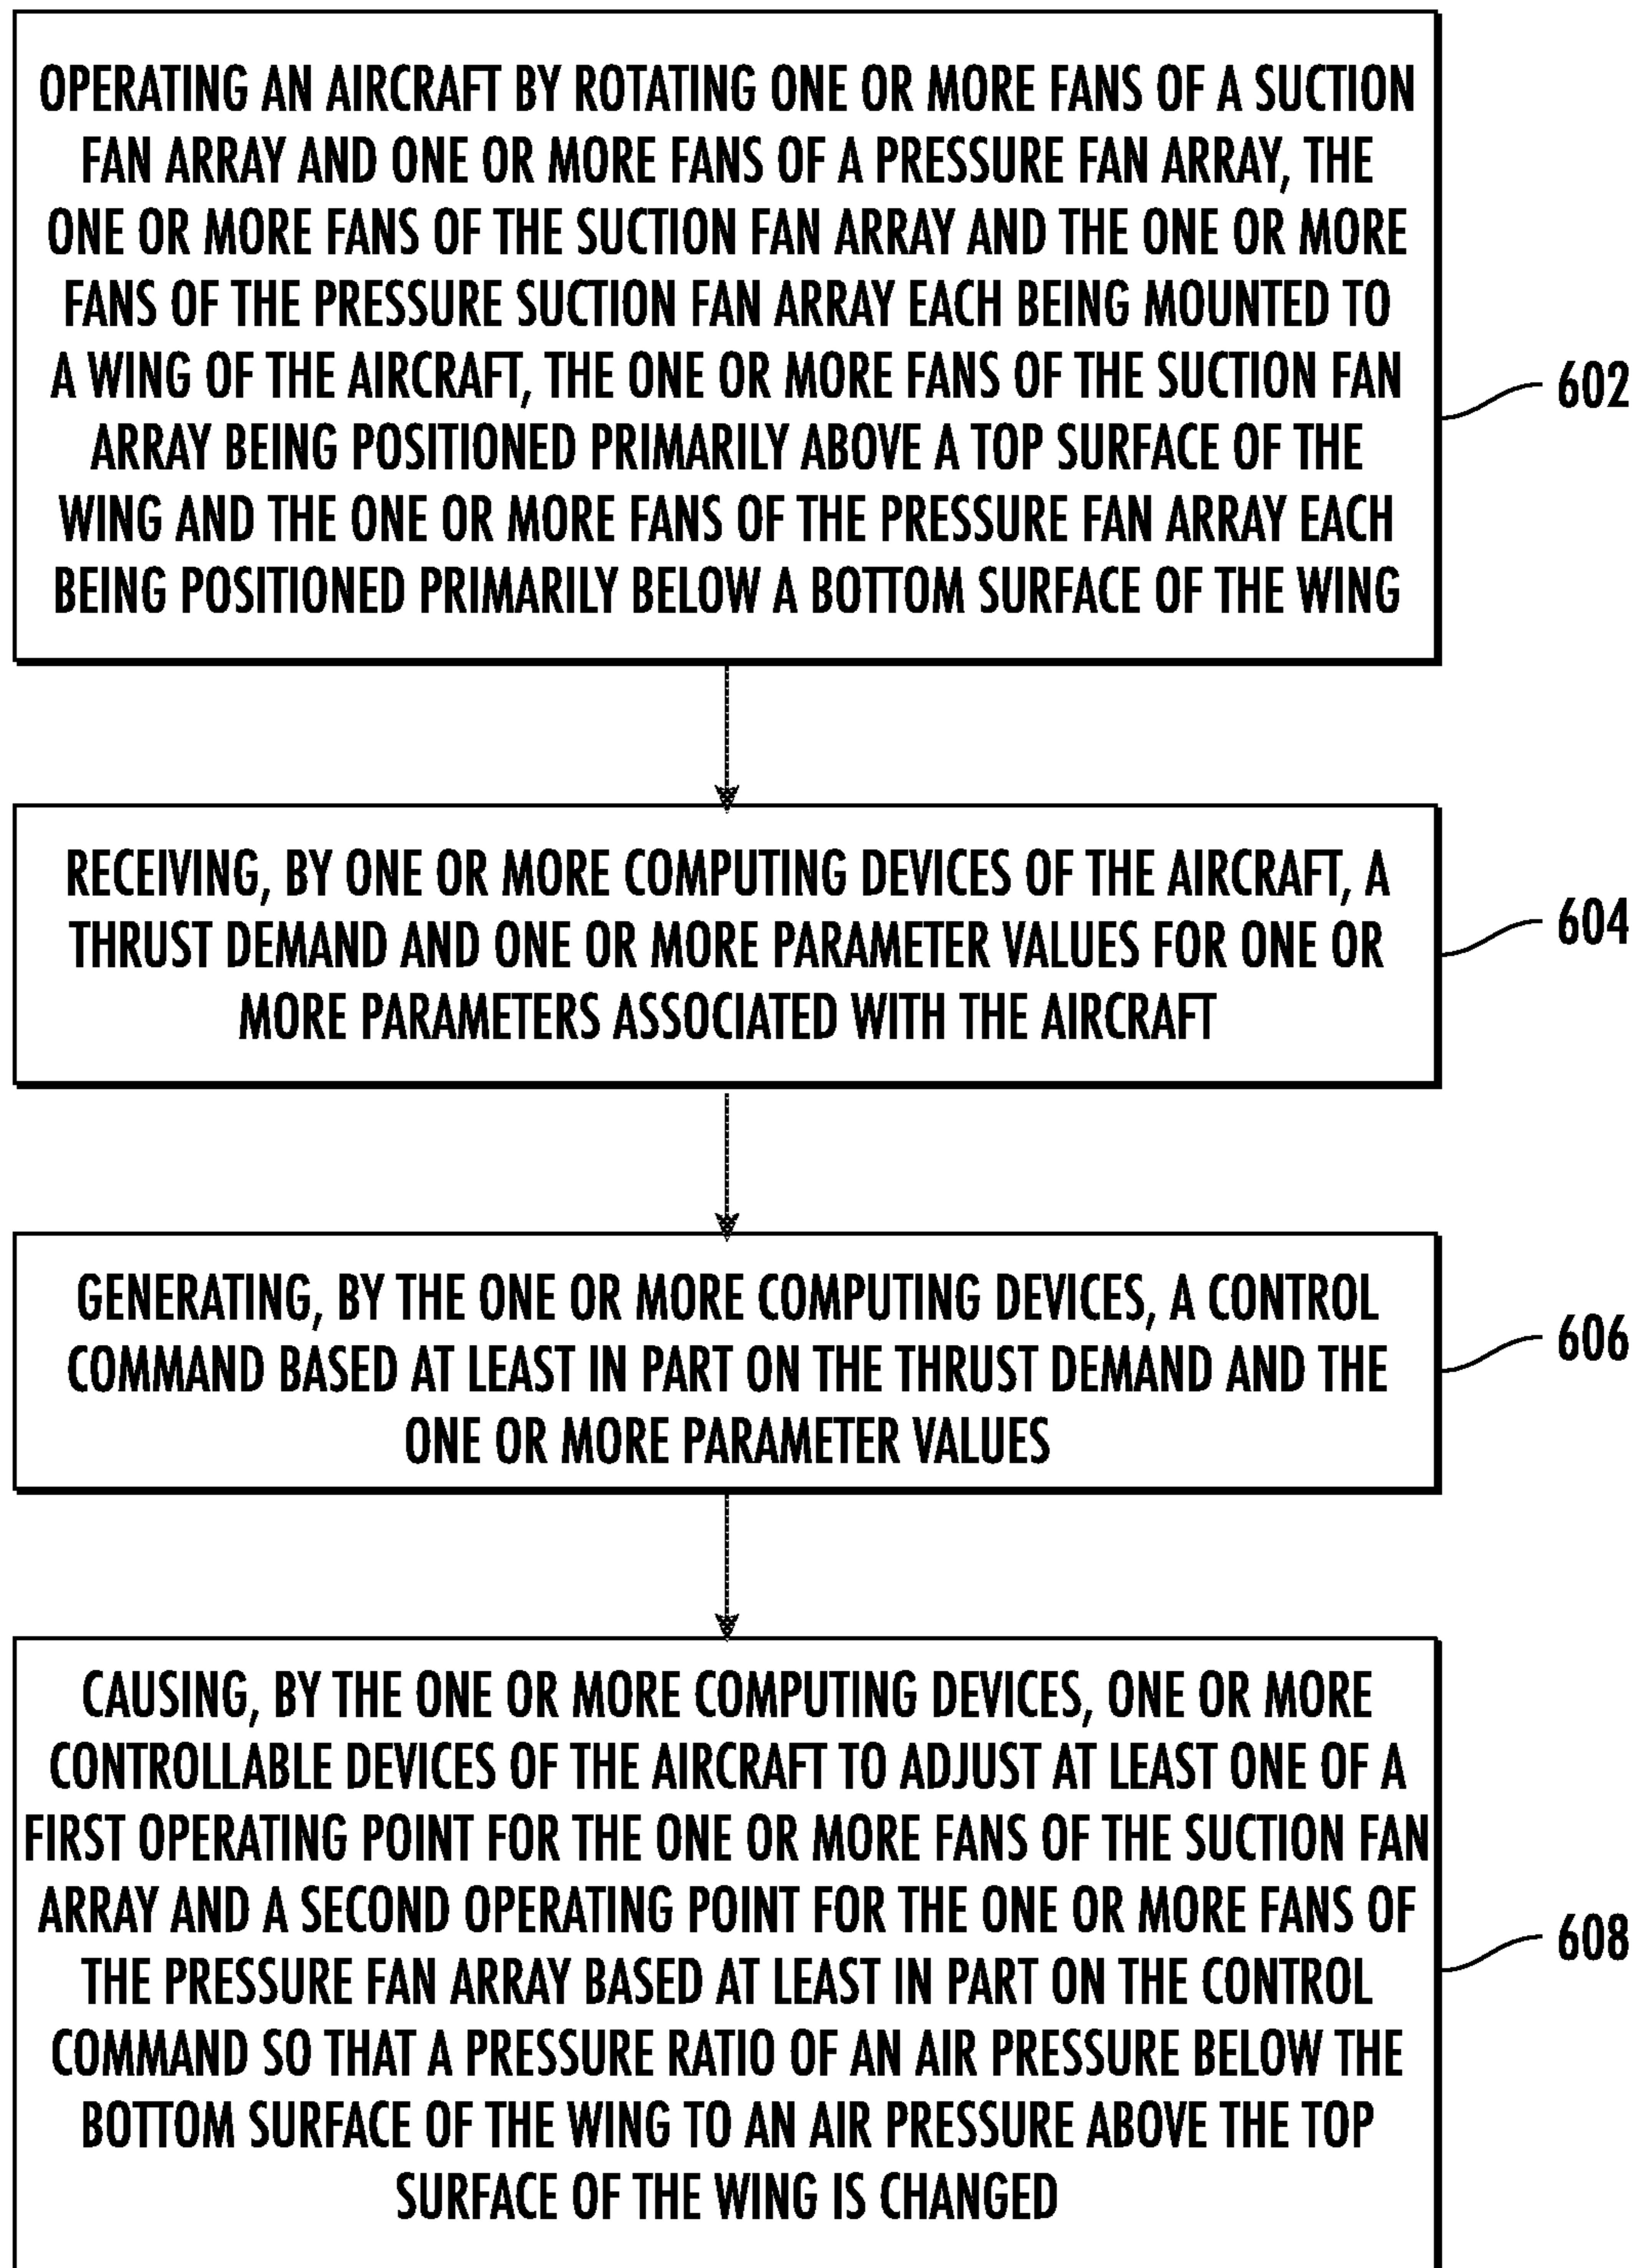 OPERATING AN AIRCRAFT BY ROTATING ONE OR MORE FANS OF A SUCTION
FAN ARRAY AND ONE OR MORE FANS OF A PRESSURE FAN ARRAY, THE
ONE OR MORE FANS OF THE SUCTION FAN ARRAY AND THE ONE OR MORE
FANS OF THE PRESSURE SUCTION FAN ARRAY EACH BEING MOUNTED TO
A WING OF THE AIRCRAFT, THE ONE OR MORE FANS OF THE SUCTION FAN
ARRAY BEING POSITIONED PRIMARILY ABOVE A TOP SURFACE OF THE
WING AND THE ONE OR MORE FANS OF THE PRESSURE FAN ARRAY EACH
BEING POSITIONED PRIMARILY BELOW A BOTTOM SURFACE OF THE WING
602
RECEIVING, BY ONE OR MORE COMPUTING DEVICES OF THE AIRCRAFT, A
THRUST DEMAND AND ONE OR MORE PARAMETER VALUES FOR ONE OR
MORE PARAMETERS ASSOCIATED WITH THE AIRCRAFT
604
GENERATING, BY THE ONE OR MORE COMPUTING DEVICES, A CONTROL
COMMAND BASED AT LEAST IN PART ON THE THRUST DEMAND AND THE
ONE OR MORE PARAMETER VALUES
606
CAUSING, BY THE ONE OR MORE COMPUTING DEVICES, ONE OR MORE
CONTROLLABLE DEVICES OF THE AIRCRAFT TO ADJUST AT LEAST ONE OF A
FIRST OPERATING POINT FOR THE ONE OR MORE FANS OF THE SUCTION FAN
ARRAY AND A SECOND OPERATING POINT FOR THE ONE OR MORE FANS OF
THE PRESSURE FAN ARRAY BASED AT LEAST IN PART ON THE CONTROL
COMMAND SO THAT A PRESSURE RATIO OF AN AIR PRESSURE BELOW THE
BOTTOM SURFACE OF THE WING TO AN AIR PRESSURE ABOVE THE TOP
SURFACE OF THE WING IS CHANGED
608